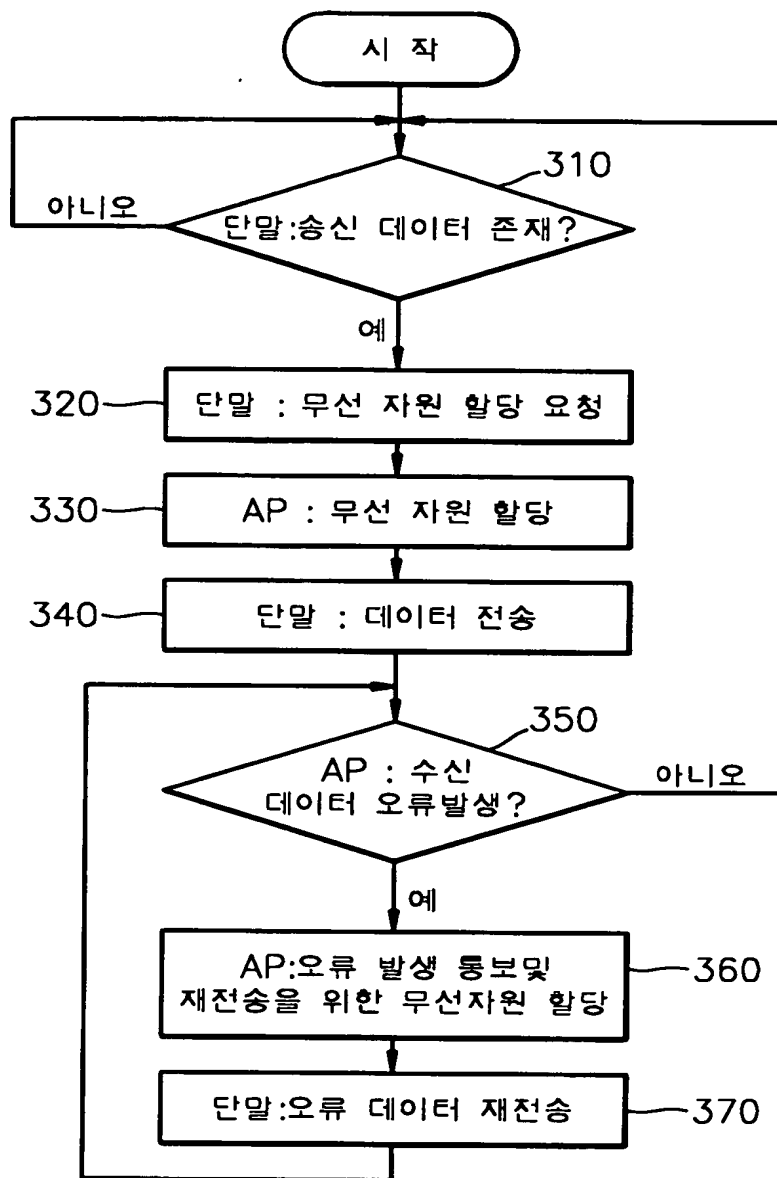 시 작
310
아니오
단말:송신 데이터 존재?
예
320
단말 : 무선 자원 할당 요청
330
AP : 무선 자원 할당
340
단말 : 데이터 전송
350
AP : 수신
데이터 오류발생?
아니오
예
AP:오류 발생 통보및
재전송을 위한 무선자원 할당
360
단말:오류 데이터 재전송
370